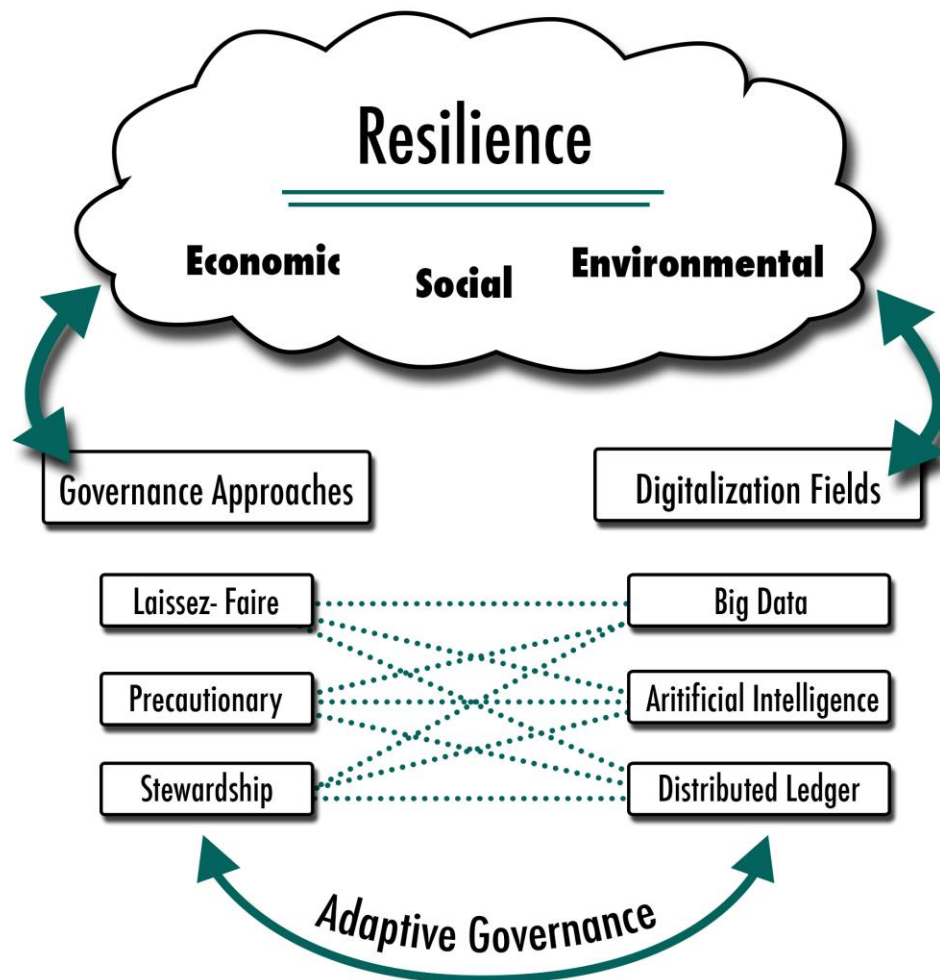 Resilience
Economic
Social
Environmental
Governance Approaches
Digitalization Fields
Laissez- Faire
Big Data
Precautionary
Aritificial Intelligence
Stewardship
Distributed Ledger
Adaptive Governance